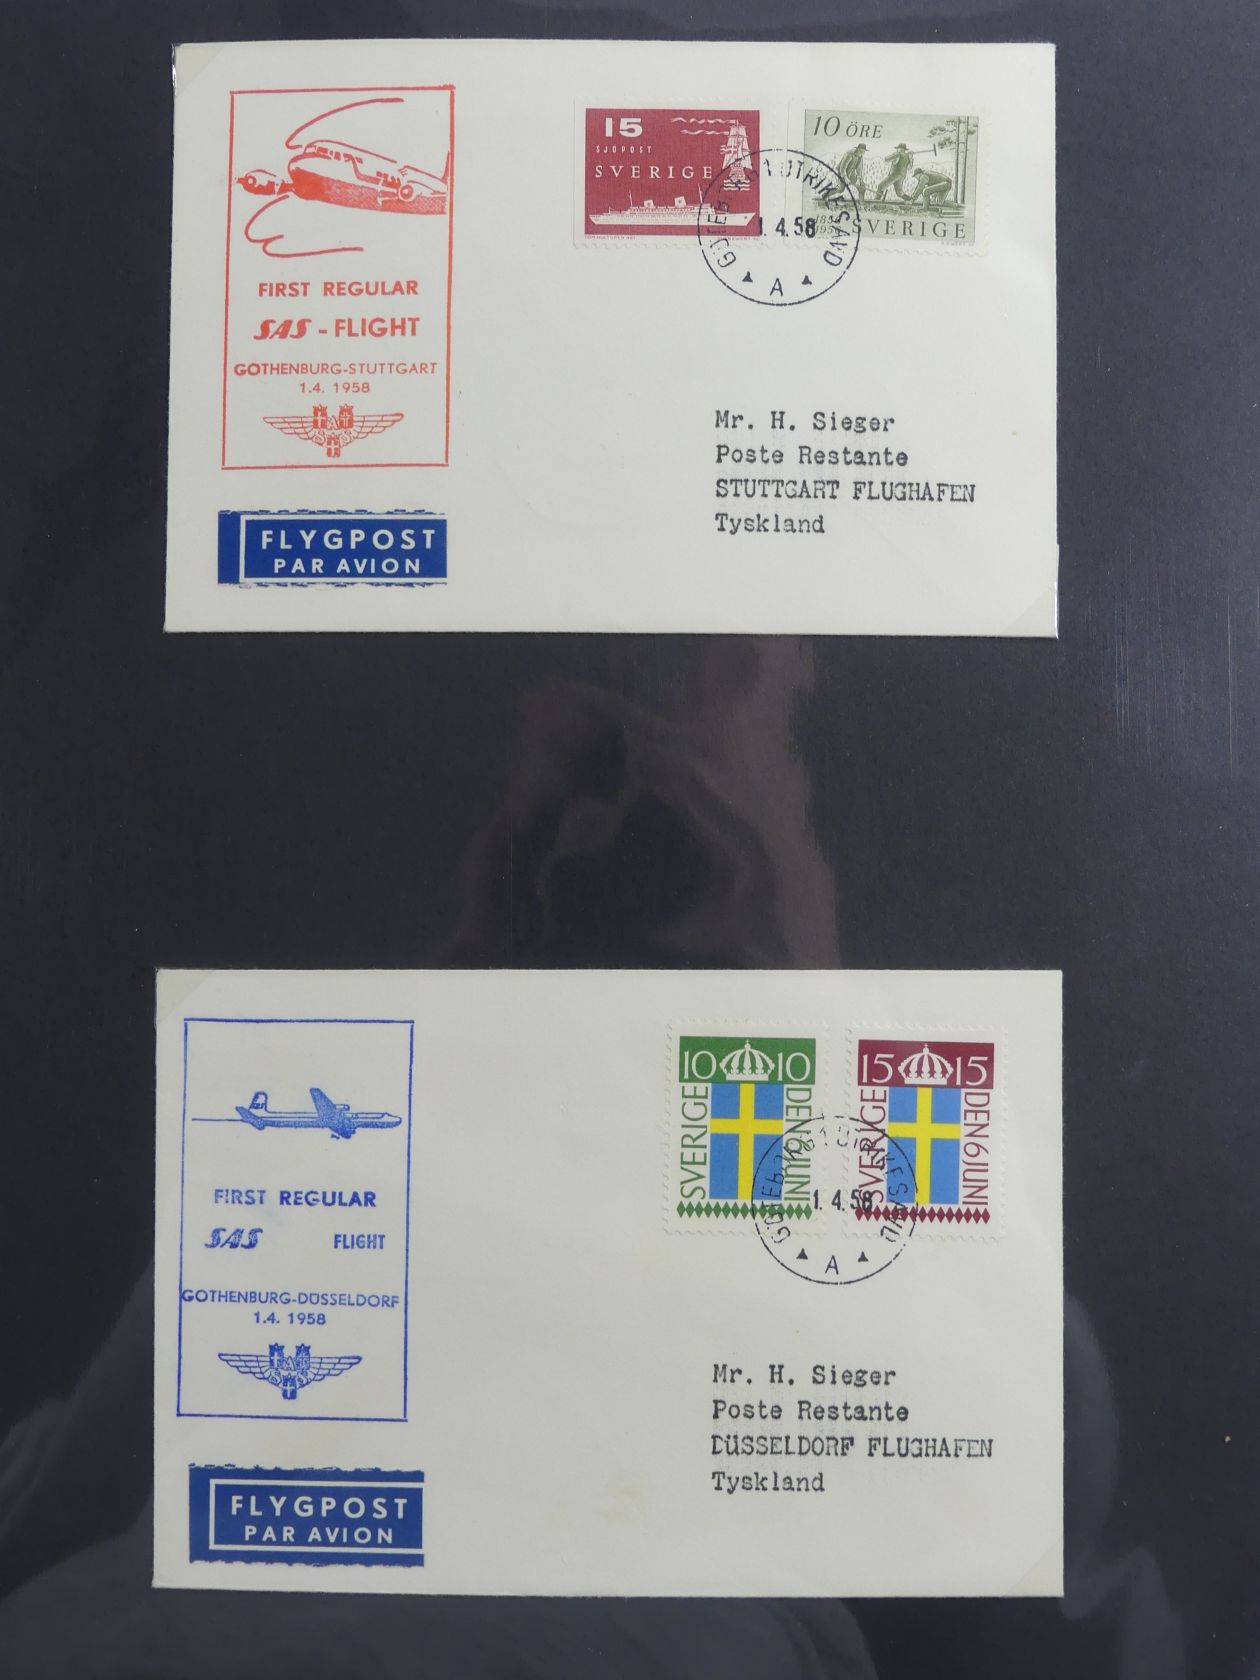 FIRST REGULAR
SAS - FLIGHT
GOTHENBURG-STUTTGART
1.4. 1958
FLYGPOST
PAR AVION
15
SJÖPOST
SVERIGE
10 ÖRE
SVERIGE
1.4.58
A
Mr. H. Sieger
Poste Restante
STUTTGART FLUGHAFEN
Tyskland
FIRST REGULAR
SAS FLIGHT
GOTHENBURG-DÜSSELDORF
1.4. 1958
FLYGPOST
PAR AVION
10 10
SVERIGE
DEN 6 JUNI
15 15
SVERIGE
DEN 6 JUNI
1.4.58
A
Mr. H. Sieger
Poste Restante
DÜSSELDORF FLUGHAFEN
Tyskland